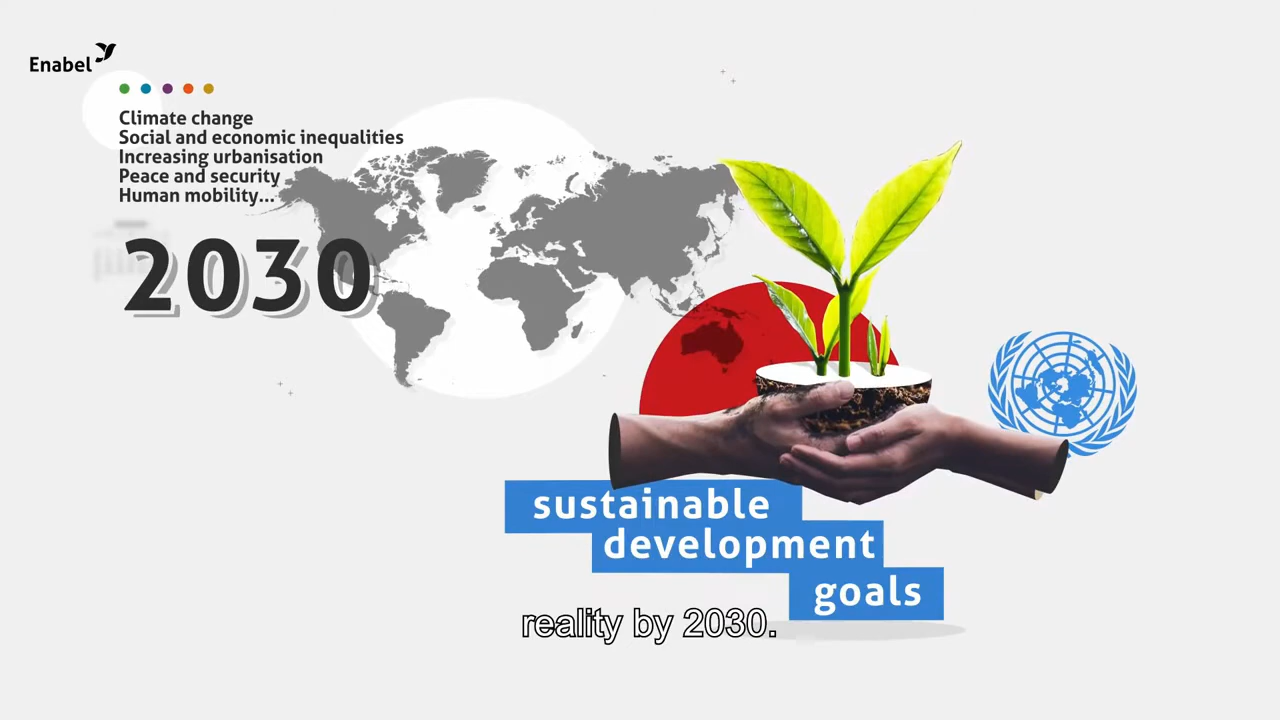 Enabel
Climate change
Social and economic inequalities
Increasing urbanisation
Peace and security
Human mobility...
2030
sustainable
development
goals
reality by 2030.